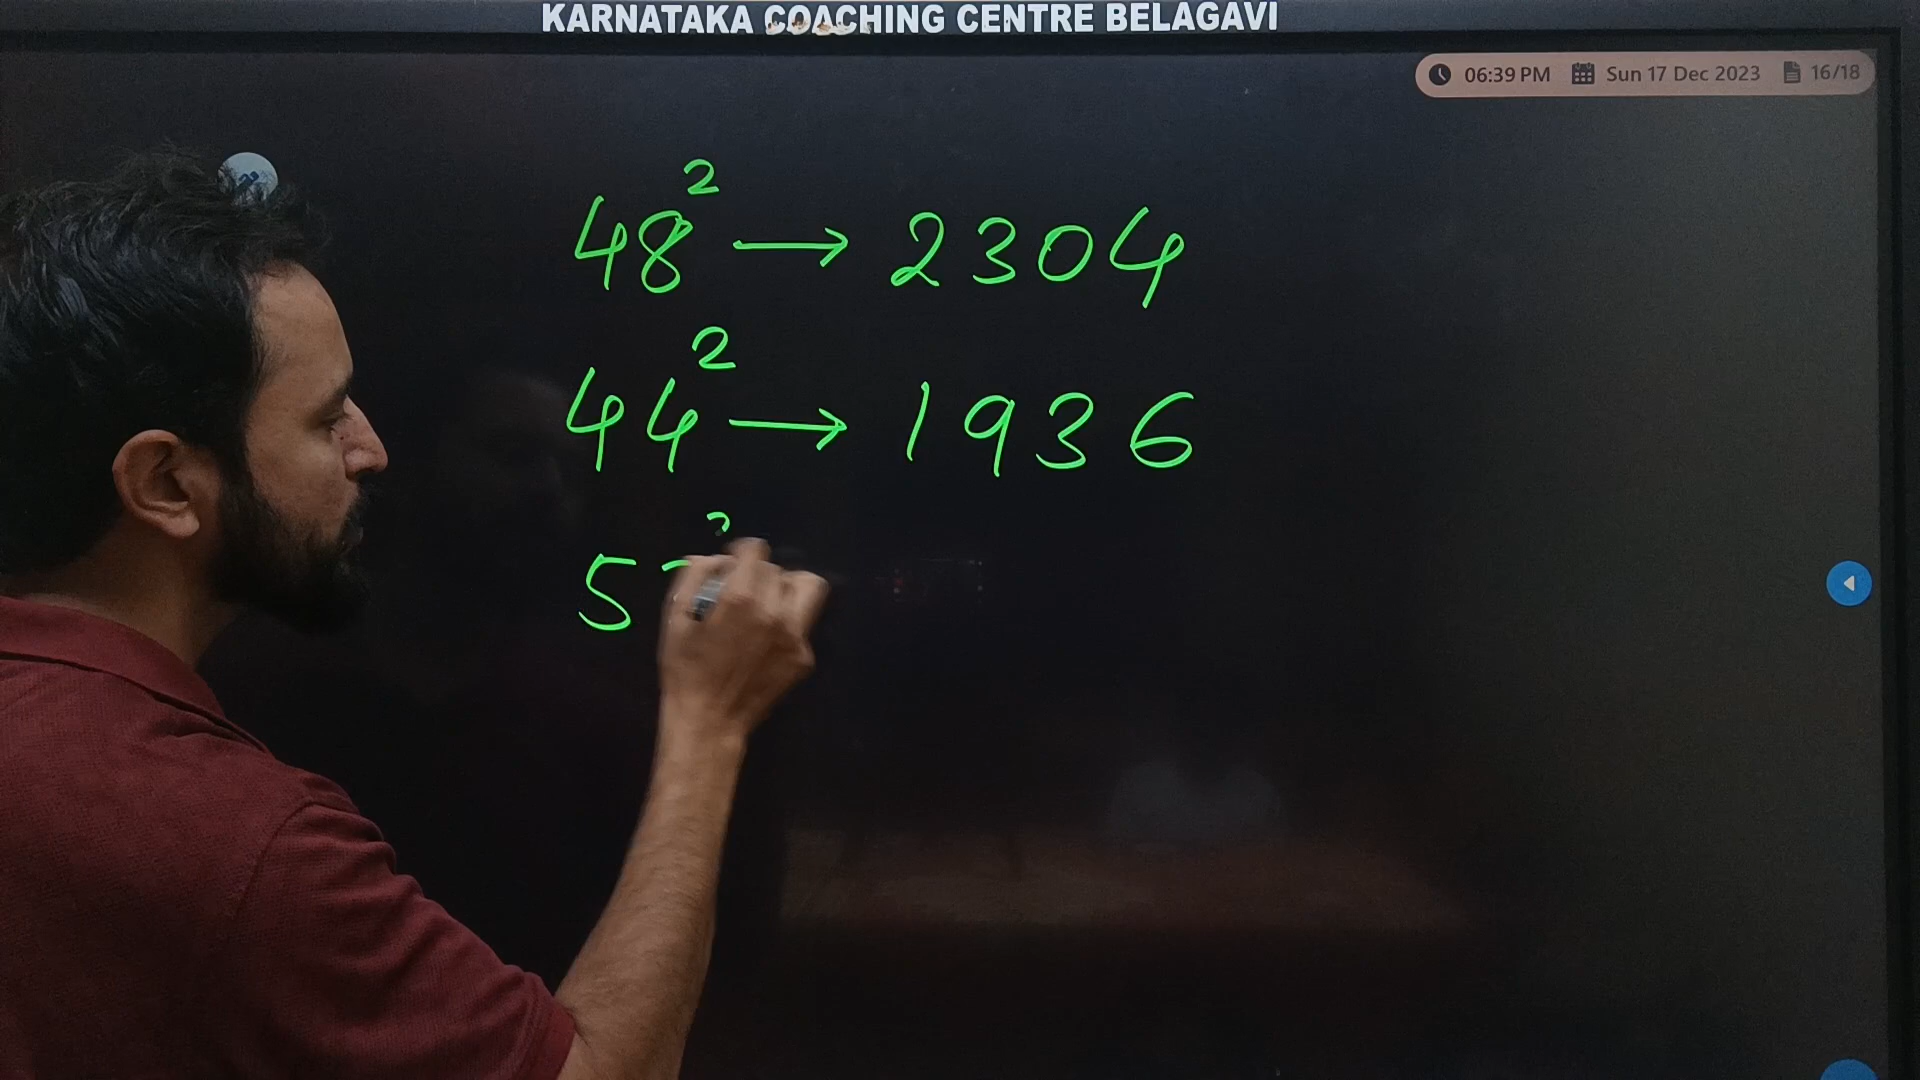 KARNATAKA COACHING CENTRE BELAGAVI
06:39 PM Sun 17 Dec 2023 16/18
48² → 2304
44² → 1936
5